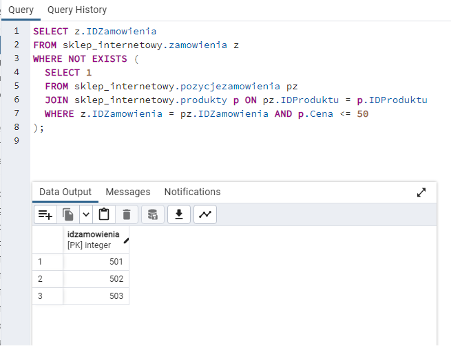 Query Query History
1 SELECT z.IDZamowienia
2 FROM sklep_internetowy.zamowienia z
3 WHERE NOT EXISTS (
4 SELECT 1
5 FROM sklep_internetowy.pozycjezamowienia pz
6 JOIN sklep_internetowy.produkty p ON pz.IDProduktu = p.IDProduktu
7 WHERE z.IDZamowienia = pz.IDZamowienia AND p.Cena <= 50
8 );
9
Data Output Messages Notifications
idzamowienia
[PK] integer
1 501
2 502
3 503